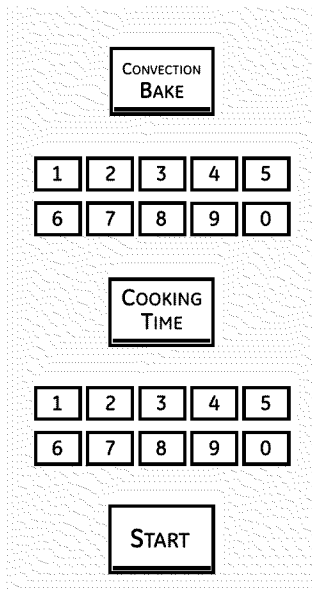 CONVECTION
BAKE
1 2 3 4 5
6 7 8 9 0
COOKING
TIME
1 2 3 4 5
6 7 8 9 0
START